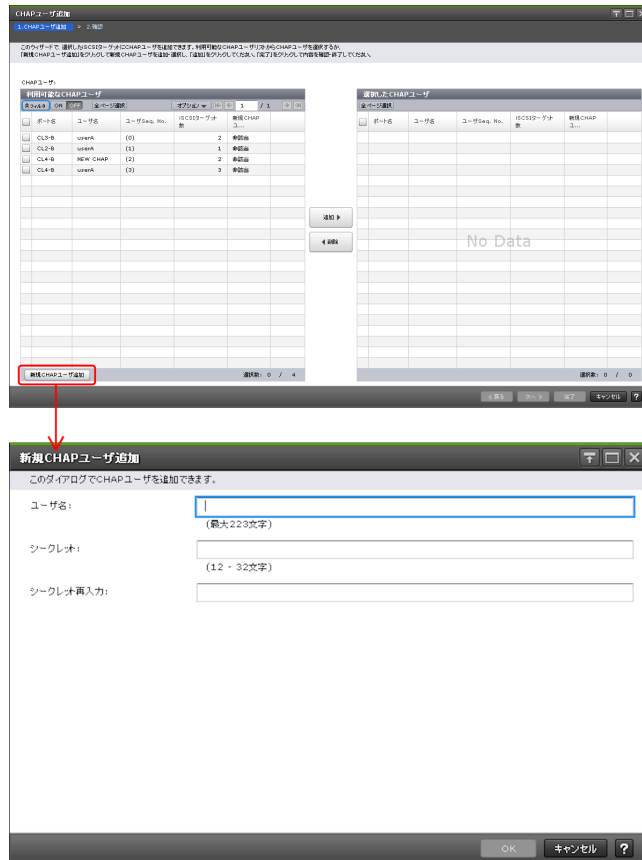 CHAPユーザ追加
1.CHAPユーザ追加 > 2.確認
このウィザードで、選択したiSCSIターゲットにCHAPユーザを追加できます。利用可能なCHAPユーザリストからCHAPユーザを選択するか、
「新規CHAPユーザ追加」をクリックして新規CHAPユーザを追加・選択し、「追加」をクリックしてください。「完了」をクリックして内容を確認・終了してください。
CHAPユーザ:
利用可能なCHAPユーザ
フィルタ ON OFF 全ページ選択 オプション 1 / 1
ポート名 ユーザ名 ユーザSeq. No. iSCSIターゲット数 新規CHAPユ...
CL3-B userA (0) 2 非該当
CL2-B userA (1) 1 非該当
CL4-B NEW CHAP (2) 2 非該当
CL4-B userA (3) 3 非該当
新規CHAPユーザ追加 選択数: 0 / 4
追加
削除
選択したCHAPユーザ
全ページ選択
ポート名 ユーザ名 ユーザSeq. No. iSCSIターゲット数 新規CHAPユ...
No Data
選択数: 0 / 0
戻る 次へ 完了 キャンセル ?
新規CHAPユーザ追加
このダイアログでCHAPユーザを追加できます。
ユーザ名:
(最大223文字)
シークレット:
(12 - 32文字)
シークレット再入力:
OK キャンセル ?